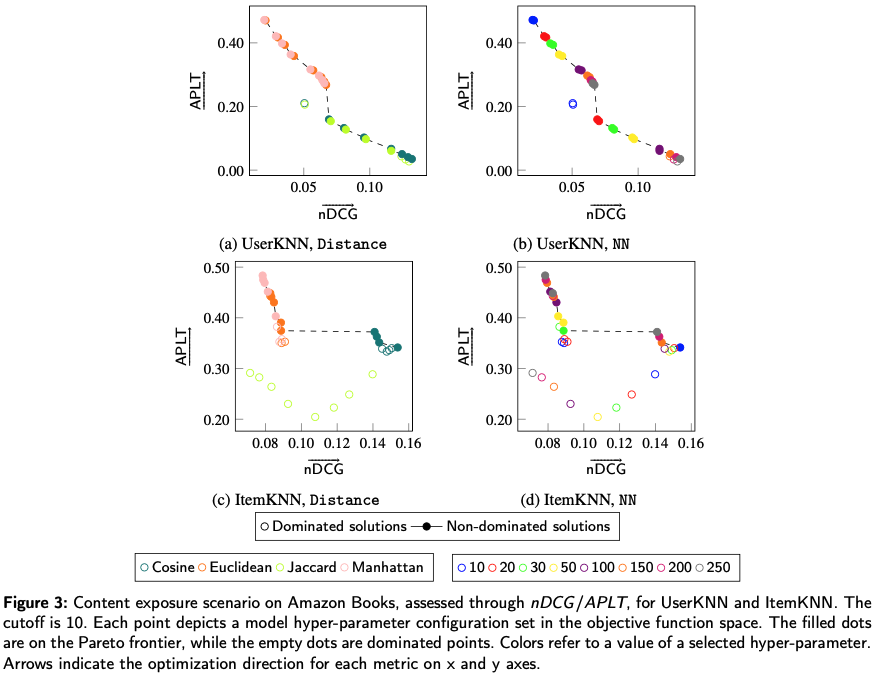 0.40
0.20
0.00
APLT
0.05
0.10
nDCG
(a) UserKNN, Distance
0.40
0.20
0.00
APLT
0.05
0.10
nDCG
(b) UserKNN, NN
0.50
0.40
0.30
0.20
APLT
0.08 0.10 0.12 0.14 0.16
nDCG
(c) ItemKNN, Distance
0.50
0.40
0.30
0.20
APLT
0.08 0.10 0.12 0.14 0.16
nDCG
(d) ItemKNN, NN
Dominated solutions Non-dominated solutions
Cosine Euclidean Jaccard Manhattan
10 20 30 50 100 150 200 250
Figure 3: Content exposure scenario on Amazon Books, assessed through nDCG/APLT, for UserKNN and ItemKNN. The
cutoff is 10. Each point depicts a model hyper-parameter configuration set in the objective function space. The filled dots
are on the Pareto frontier, while the empty dots are dominated points. Colors refer to a value of a selected hyper-parameter.
Arrows indicate the optimization direction for each metric on x and y axes.